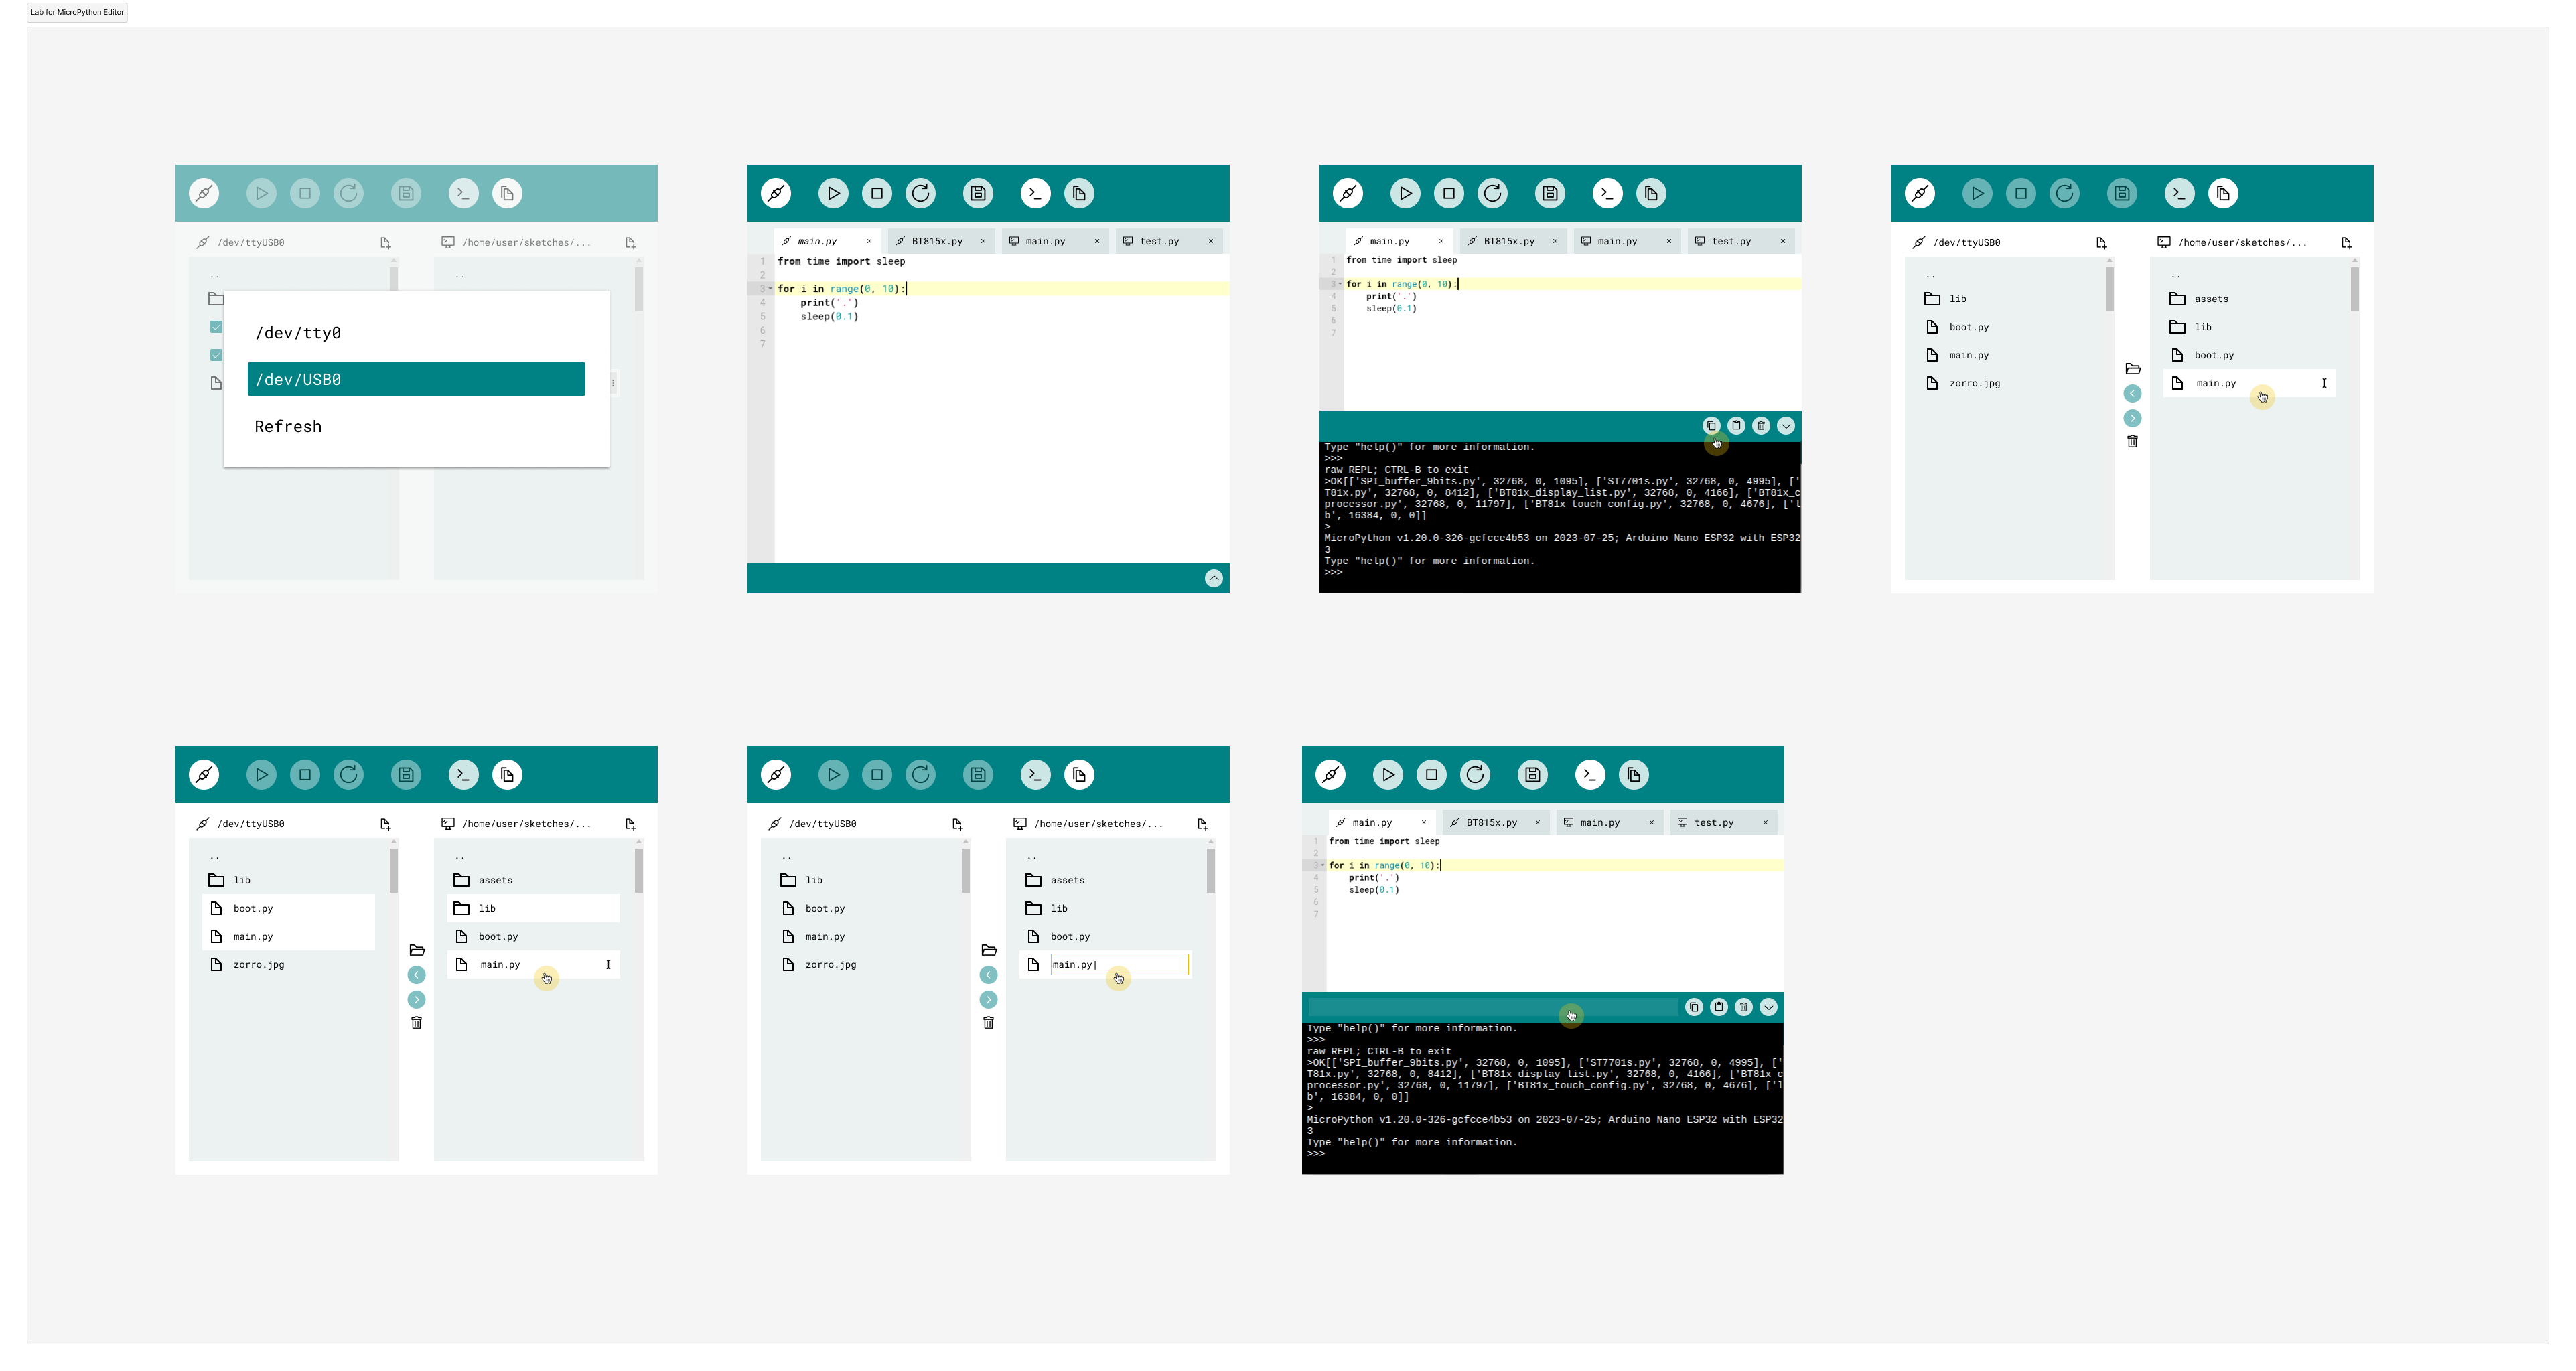 Lab for MicroPython Editor
/dev/ttyUSB0
/home/user/sketches/...
..
..
/dev/tty0
/dev/USB0
Refresh
main.py ×
BT815x.py ×
main.py ×
test.py ×
1 from time import sleep
2
3 for i in range(0, 10):
4 print('.')
5 sleep(0.1)
6
7
main.py ×
BT815x.py ×
main.py ×
test.py ×
1 from time import sleep
2
3 for i in range(0, 10):
4 print('.')
5 sleep(0.1)
6
7
Type "help()" for more information.
>>>
raw REPL; CTRL-B to exit
>OK[['SPI_buffer_9bits.py', 32768, 0, 1095], ['ST7701s.py', 32768, 0, 4995], ['
T81x.py', 32768, 0, 8412], ['BT81x_display_list.py', 32768, 0, 4166], ['BT81x_c
processor.py', 32768, 0, 11797], ['BT81x_touch_config.py', 32768, 0, 4676], ['l
b', 16384, 0, 0]]
>
MicroPython v1.20.0-326-gcfcce4b53 on 2023-07-25; Arduino Nano ESP32 with ESP32
3
Type "help()" for more information.
>>>
/dev/ttyUSB0
..
lib
boot.py
main.py
zorro.jpg
/home/user/sketches/...
..
assets
lib
boot.py
main.py
/dev/ttyUSB0
..
lib
boot.py
main.py
zorro.jpg
/home/user/sketches/...
..
assets
lib
boot.py
main.py
/dev/ttyUSB0
..
lib
boot.py
main.py
zorro.jpg
/home/user/sketches/...
..
assets
lib
boot.py
main.py|
main.py ×
BT815x.py ×
main.py ×
test.py ×
1 from time import sleep
2
3 for i in range(0, 10):
4 print('.')
5 sleep(0.1)
6
7
Type "help()" for more information.
>>>
raw REPL; CTRL-B to exit
>OK[['SPI_buffer_9bits.py', 32768, 0, 1095], ['ST7701s.py', 32768, 0, 4995], ['
T81x.py', 32768, 0, 8412], ['BT81x_display_list.py', 32768, 0, 4166], ['BT81x_c
processor.py', 32768, 0, 11797], ['BT81x_touch_config.py', 32768, 0, 4676], ['l
b', 16384, 0, 0]]
>
MicroPython v1.20.0-326-gcfcce4b53 on 2023-07-25; Arduino Nano ESP32 with ESP32
3
Type "help()" for more information.
>>>